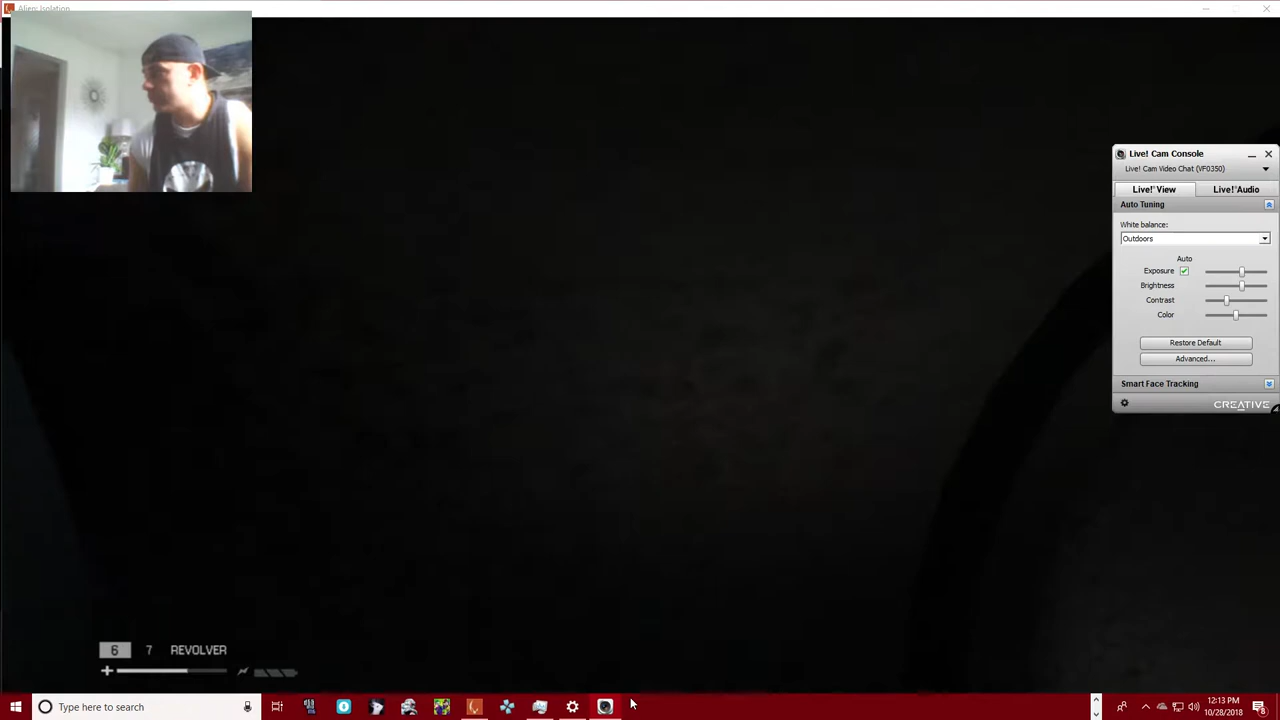 Alien: Isolation
Live! Cam Console
Live! Cam Video Chat (VF0350)
Live! View
Live! Audio
Auto Tuning
White balance:
Outdoors
Auto
Exposure
Brightness
Contrast
Color
Restore Default
Advanced...
Smart Face Tracking
CREATIVE
6 7 REVOLVER
Type here to search
12:13 PM
10/28/2018
8